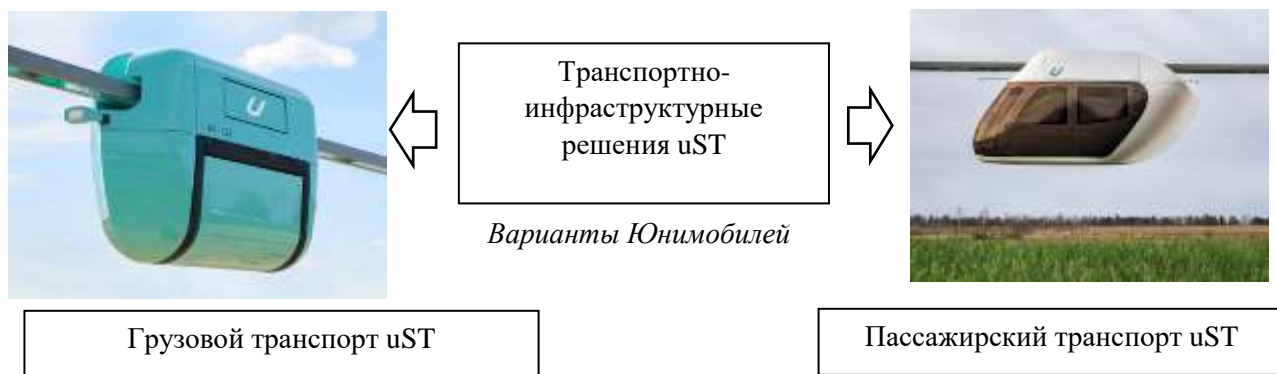 Транспортно-
инфраструктурные
решения uST
Варианты Юнимобилей
Грузовой транспорт uST
Пассажирский транспорт uST